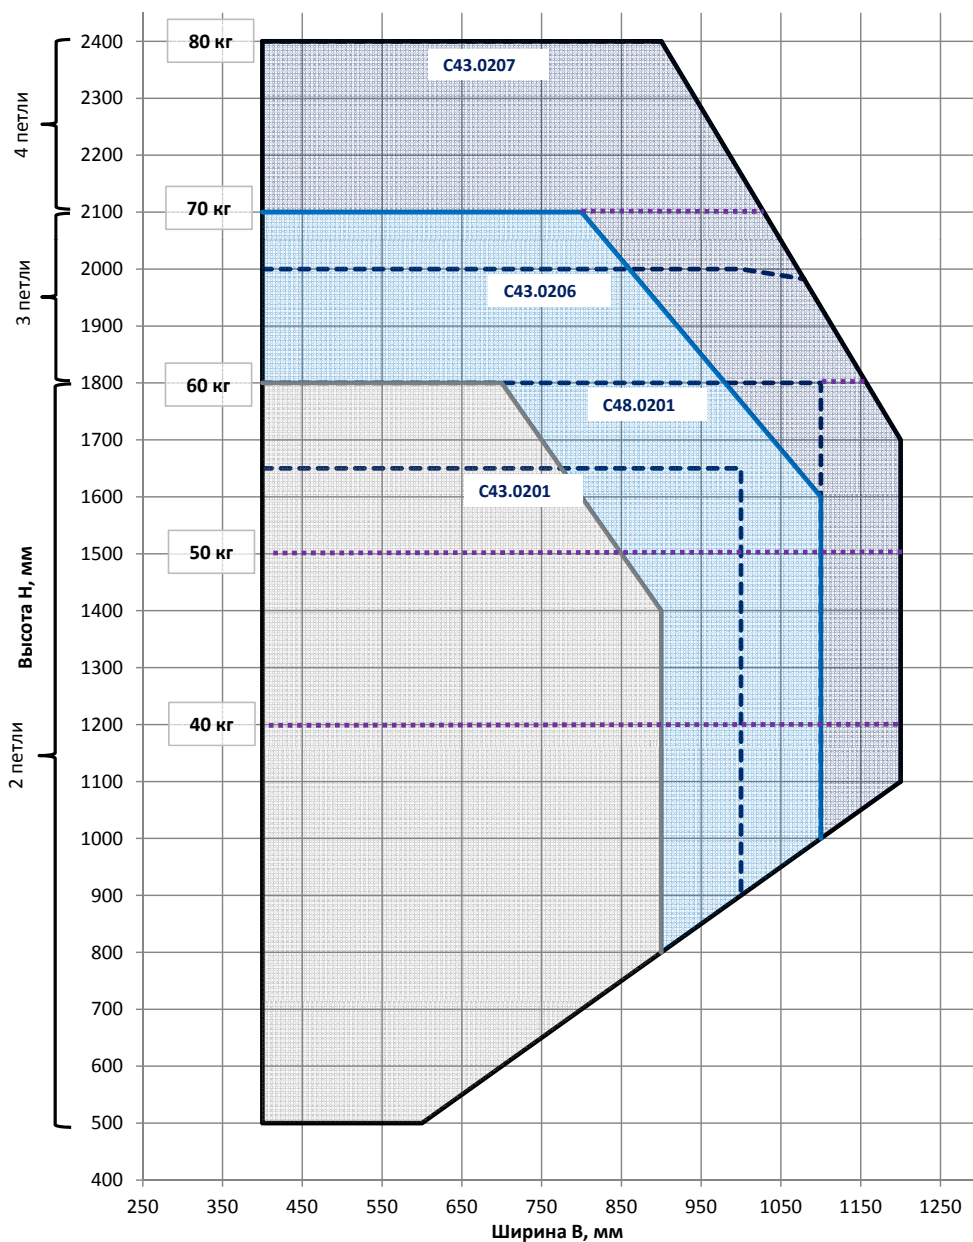 80 кг
2400
C43.0207
2300
4 петли
2200
70 кг
2100
2000
3 петли
C43.0206
1900
60 кг
1800
C48.0201
1700
1600
C43.0201
50 кг
1500
Высота H, мм
1400
1300
40 кг
1200
2 петли
1100
1000
900
800
700
600
500
400
250 350 450 550 650 750 850 950 1050 1150 1250
Ширина B, мм